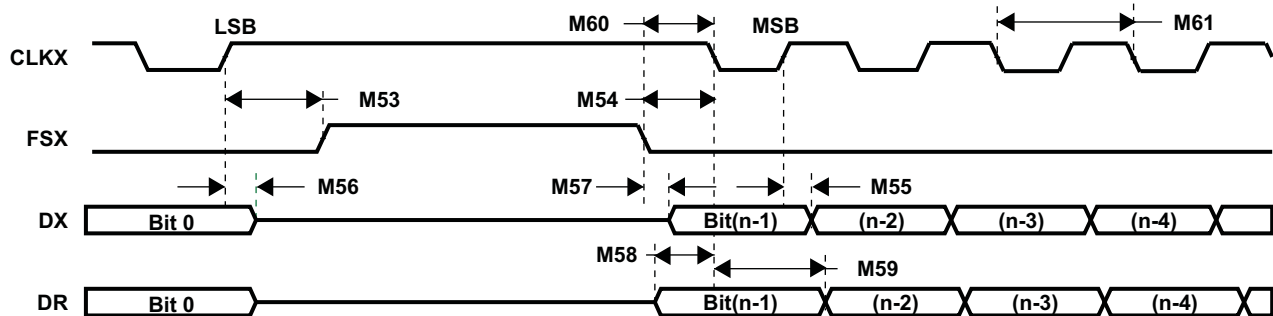 LSB M60 MSB M61
CLKX
M53 M54
FSX
M56 M57 M55
DX Bit 0 Bit(n-1) (n-2) (n-3) (n-4)
M58 M59
DR Bit 0 Bit(n-1) (n-2) (n-3) (n-4)